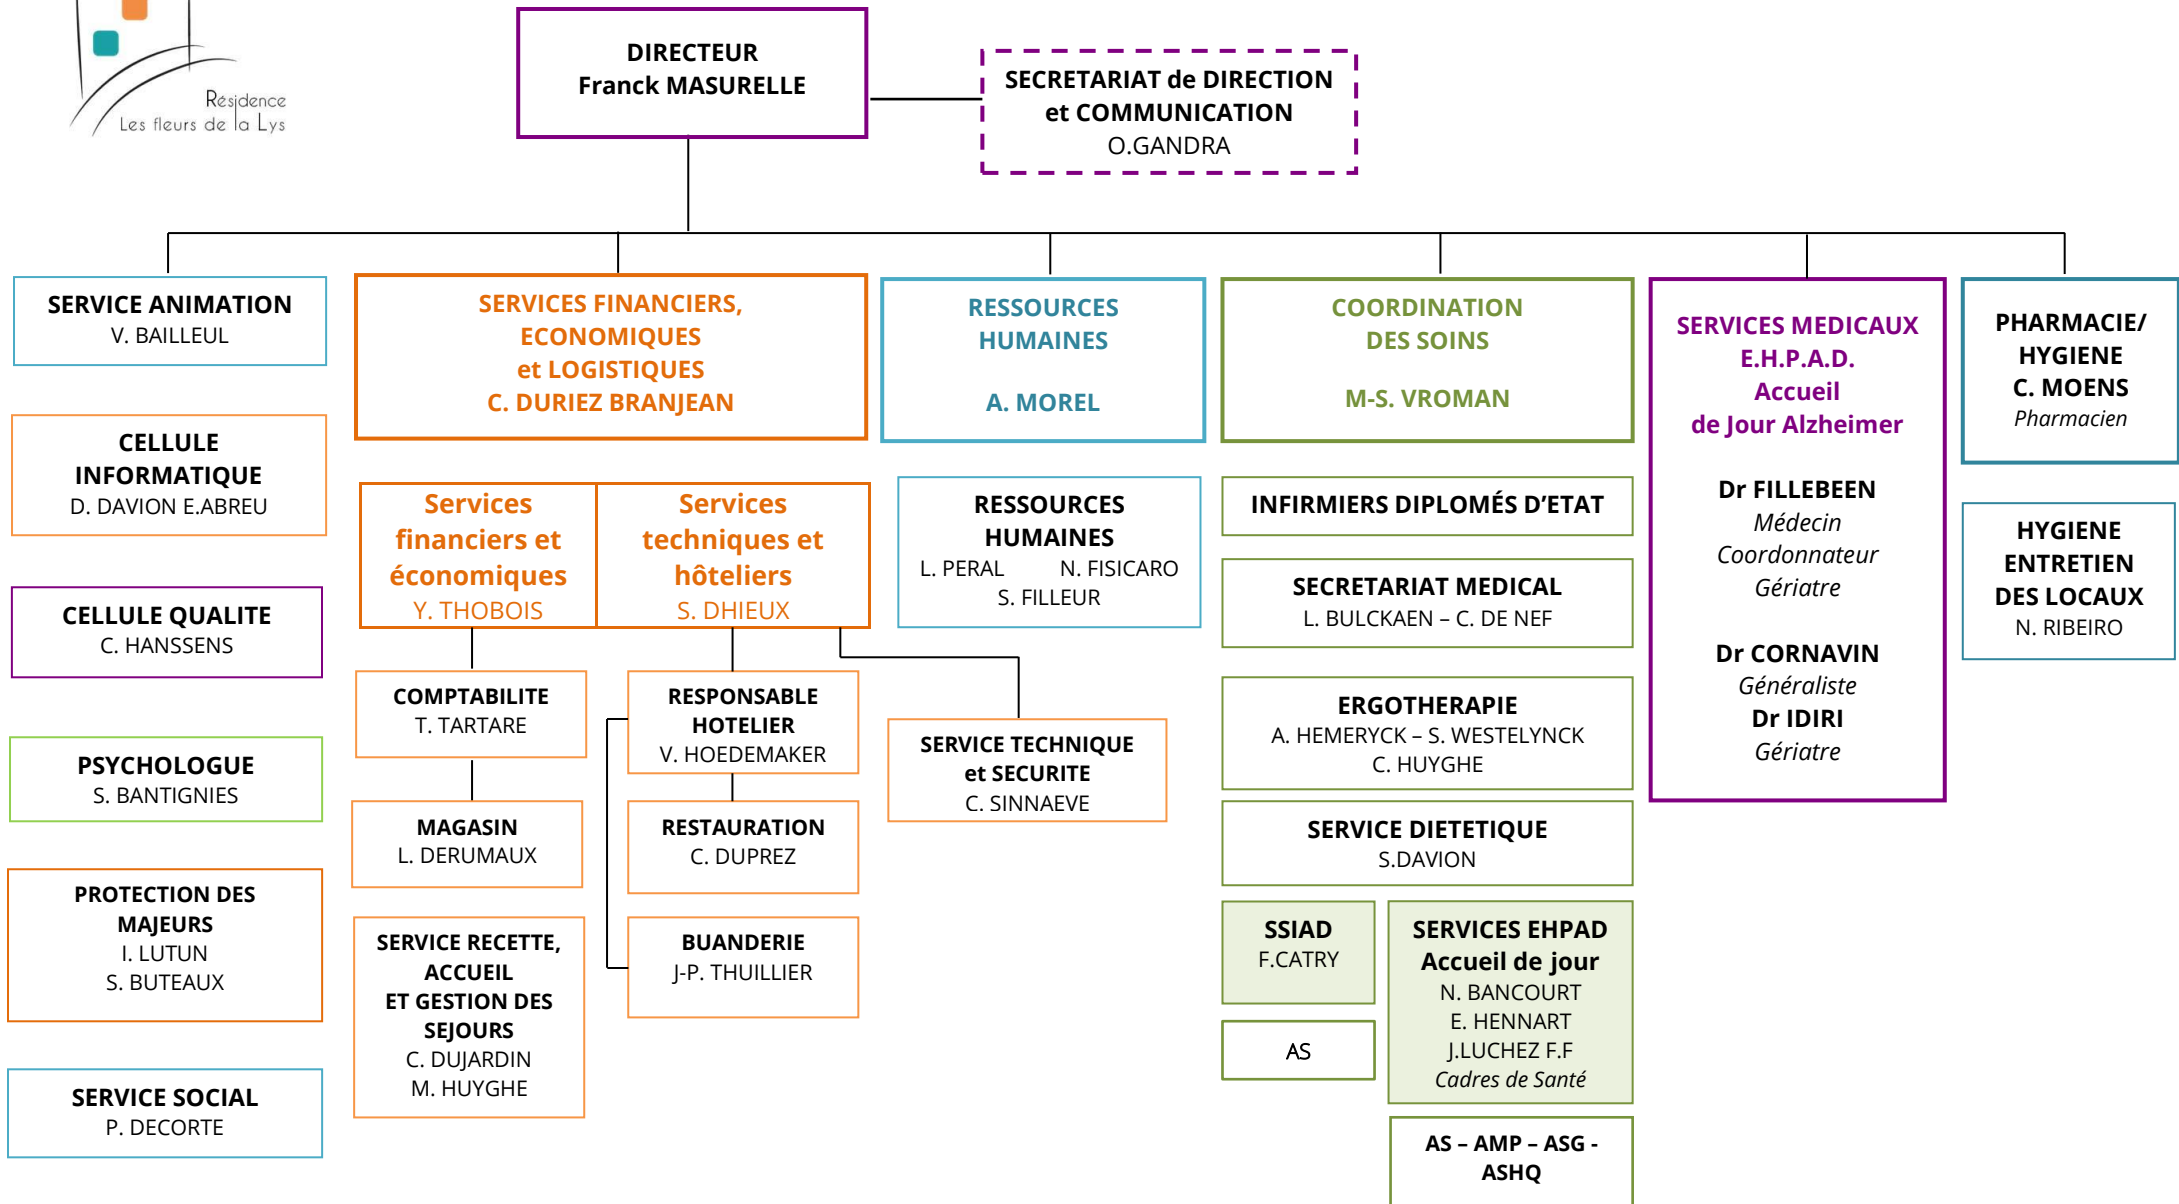 Résidence
Les fleurs de la Lys
DIRECTEUR
Franck MASURELLE
SECRETARIAT de DIRECTION
et COMMUNICATION
O.GANDRA
SERVICE ANIMATION
V. BAILLEUL
CELLULE
INFORMATIQUE
D. DAVION E.ABREU
CELLULE QUALITE
C. HANSSENS
PSYCHOLOGUE
S. BANTIGNIES
PROTECTION DES
MAJEURS
I. LUTUN
S. BUTEAUX
SERVICE SOCIAL
P. DECORTE
SERVICES FINANCIERS,
ECONOMIQUES
et LOGISTIQUES
C. DURIEZ BRANJEAN
Services
financiers et
économiques
Y. THOBOIS
Services
techniques et
hôteliers
S. DHIEUX
COMPTABILITE
T. TARTARE
MAGASIN
L. DERUMAUX
SERVICE RECETTE,
ACCUEIL
ET GESTION DES
SEJOURS
C. DUJARDIN
M. HUYGHE
RESPONSABLE
HOTELIER
V. HOEDEMAKER
RESTAURATION
C. DUPREZ
BUANDERIE
J-P. THUILLIER
SERVICE TECHNIQUE
et SECURITE
C. SINNAEVE
RESSOURCES
HUMAINES
A. MOREL
RESSOURCES
HUMAINES
L. PERAL N. FISICARO
S. FILLEUR
COORDINATION
DES SOINS
M-S. VROMAN
INFIRMIERS DIPLOMÉS D’ETAT
SECRETARIAT MEDICAL
L. BULCKAEN – C. DE NEF
ERGOTHERAPIE
A. HEMERYCK – S. WESTELYNCK
C. HUYGHE
SERVICE DIETETIQUE
S.DAVION
SSIAD
F.CATRY
AS
SERVICES EHPAD
Accueil de jour
N. BANCOURT
E. HENNART
J.LUCHEZ F.F
Cadres de Santé
AS – AMP – ASG -
ASHQ
SERVICES MEDICAUX
E.H.P.A.D.
Accueil
de Jour Alzheimer
Dr FILLEBEEN
Médecin
Coordonnateur
Gériatre
Dr CORNAVIN
Généraliste
Dr IDIRI
Gériatre
PHARMACIE/
HYGIENE
C. MOENS
Pharmacien
HYGIENE
ENTRETIEN
DES LOCAUX
N. RIBEIRO